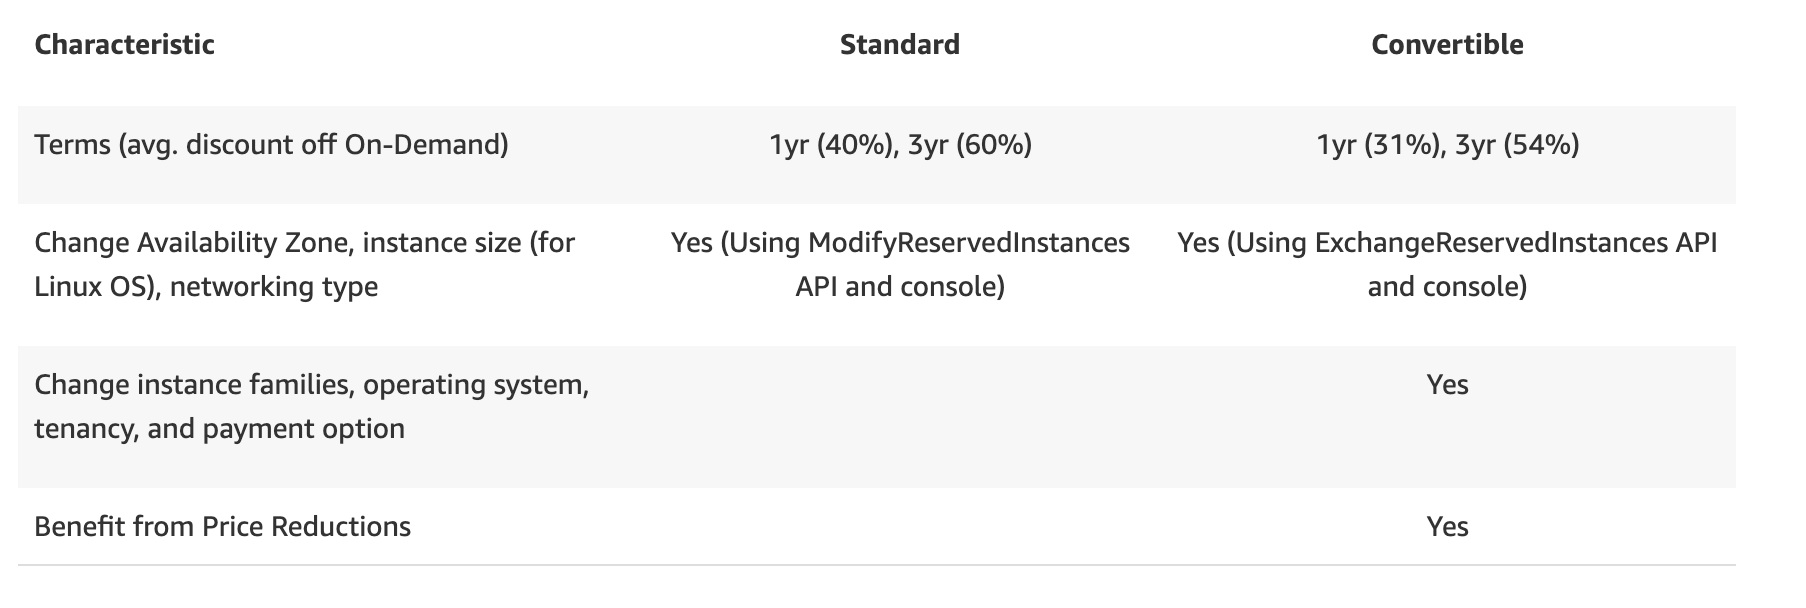 Characteristic Standard Convertible
Terms (avg. discount off On-Demand) 1yr (40%), 3yr (60%) 1yr (31%), 3yr (54%)
Change Availability Zone, instance size (for Yes (Using ModifyReservedInstances Yes (Using ExchangeReservedInstances API
Linux OS), networking type API and console) and console)
Change instance families, operating system, Yes
tenancy, and payment option
Benefit from Price Reductions Yes